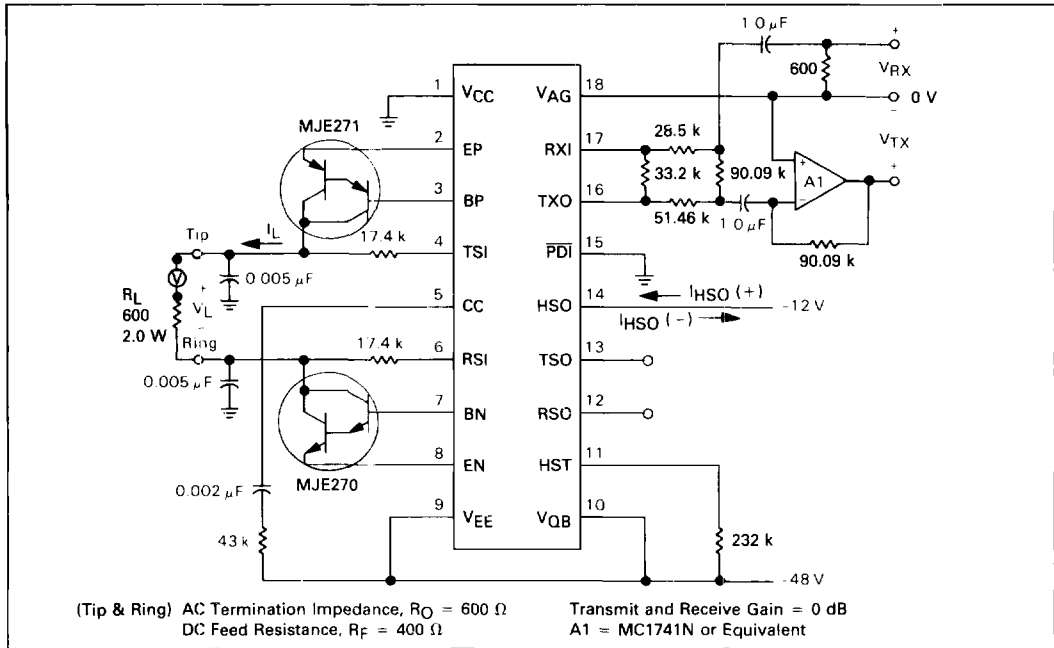 1.0 µF
+
600
VRX
1
VCC
VAG
18
0 V
-
MJE271
VTX
2
EP
RXI
17
28.5 k
+
+
A1
-
33.2 k
90.09 k
3
BP
TXO
16
51.46 k
1.0 µF
Tip
IL
17.4 k
4
TSI
PDI
15
90.09 k
V
0.005 µF
RL
600
2.0 W
+
VL
-
5
CC
HSO
14
IHSO (+)
-12 V
IHSO (-)
Ring
17.4 k
6
RSI
TSO
13
0.005 µF
7
BN
RSO
12
8
EN
HST
11
MJE270
0.002 µF
9
VEE
VQB
10
43 k
232 k
-48 V
(Tip & Ring) AC Termination Impedance, RO = 600 Ω
DC Feed Resistance, RF = 400 Ω
Transmit and Receive Gain = 0 dB
A1 = MC1741N or Equivalent